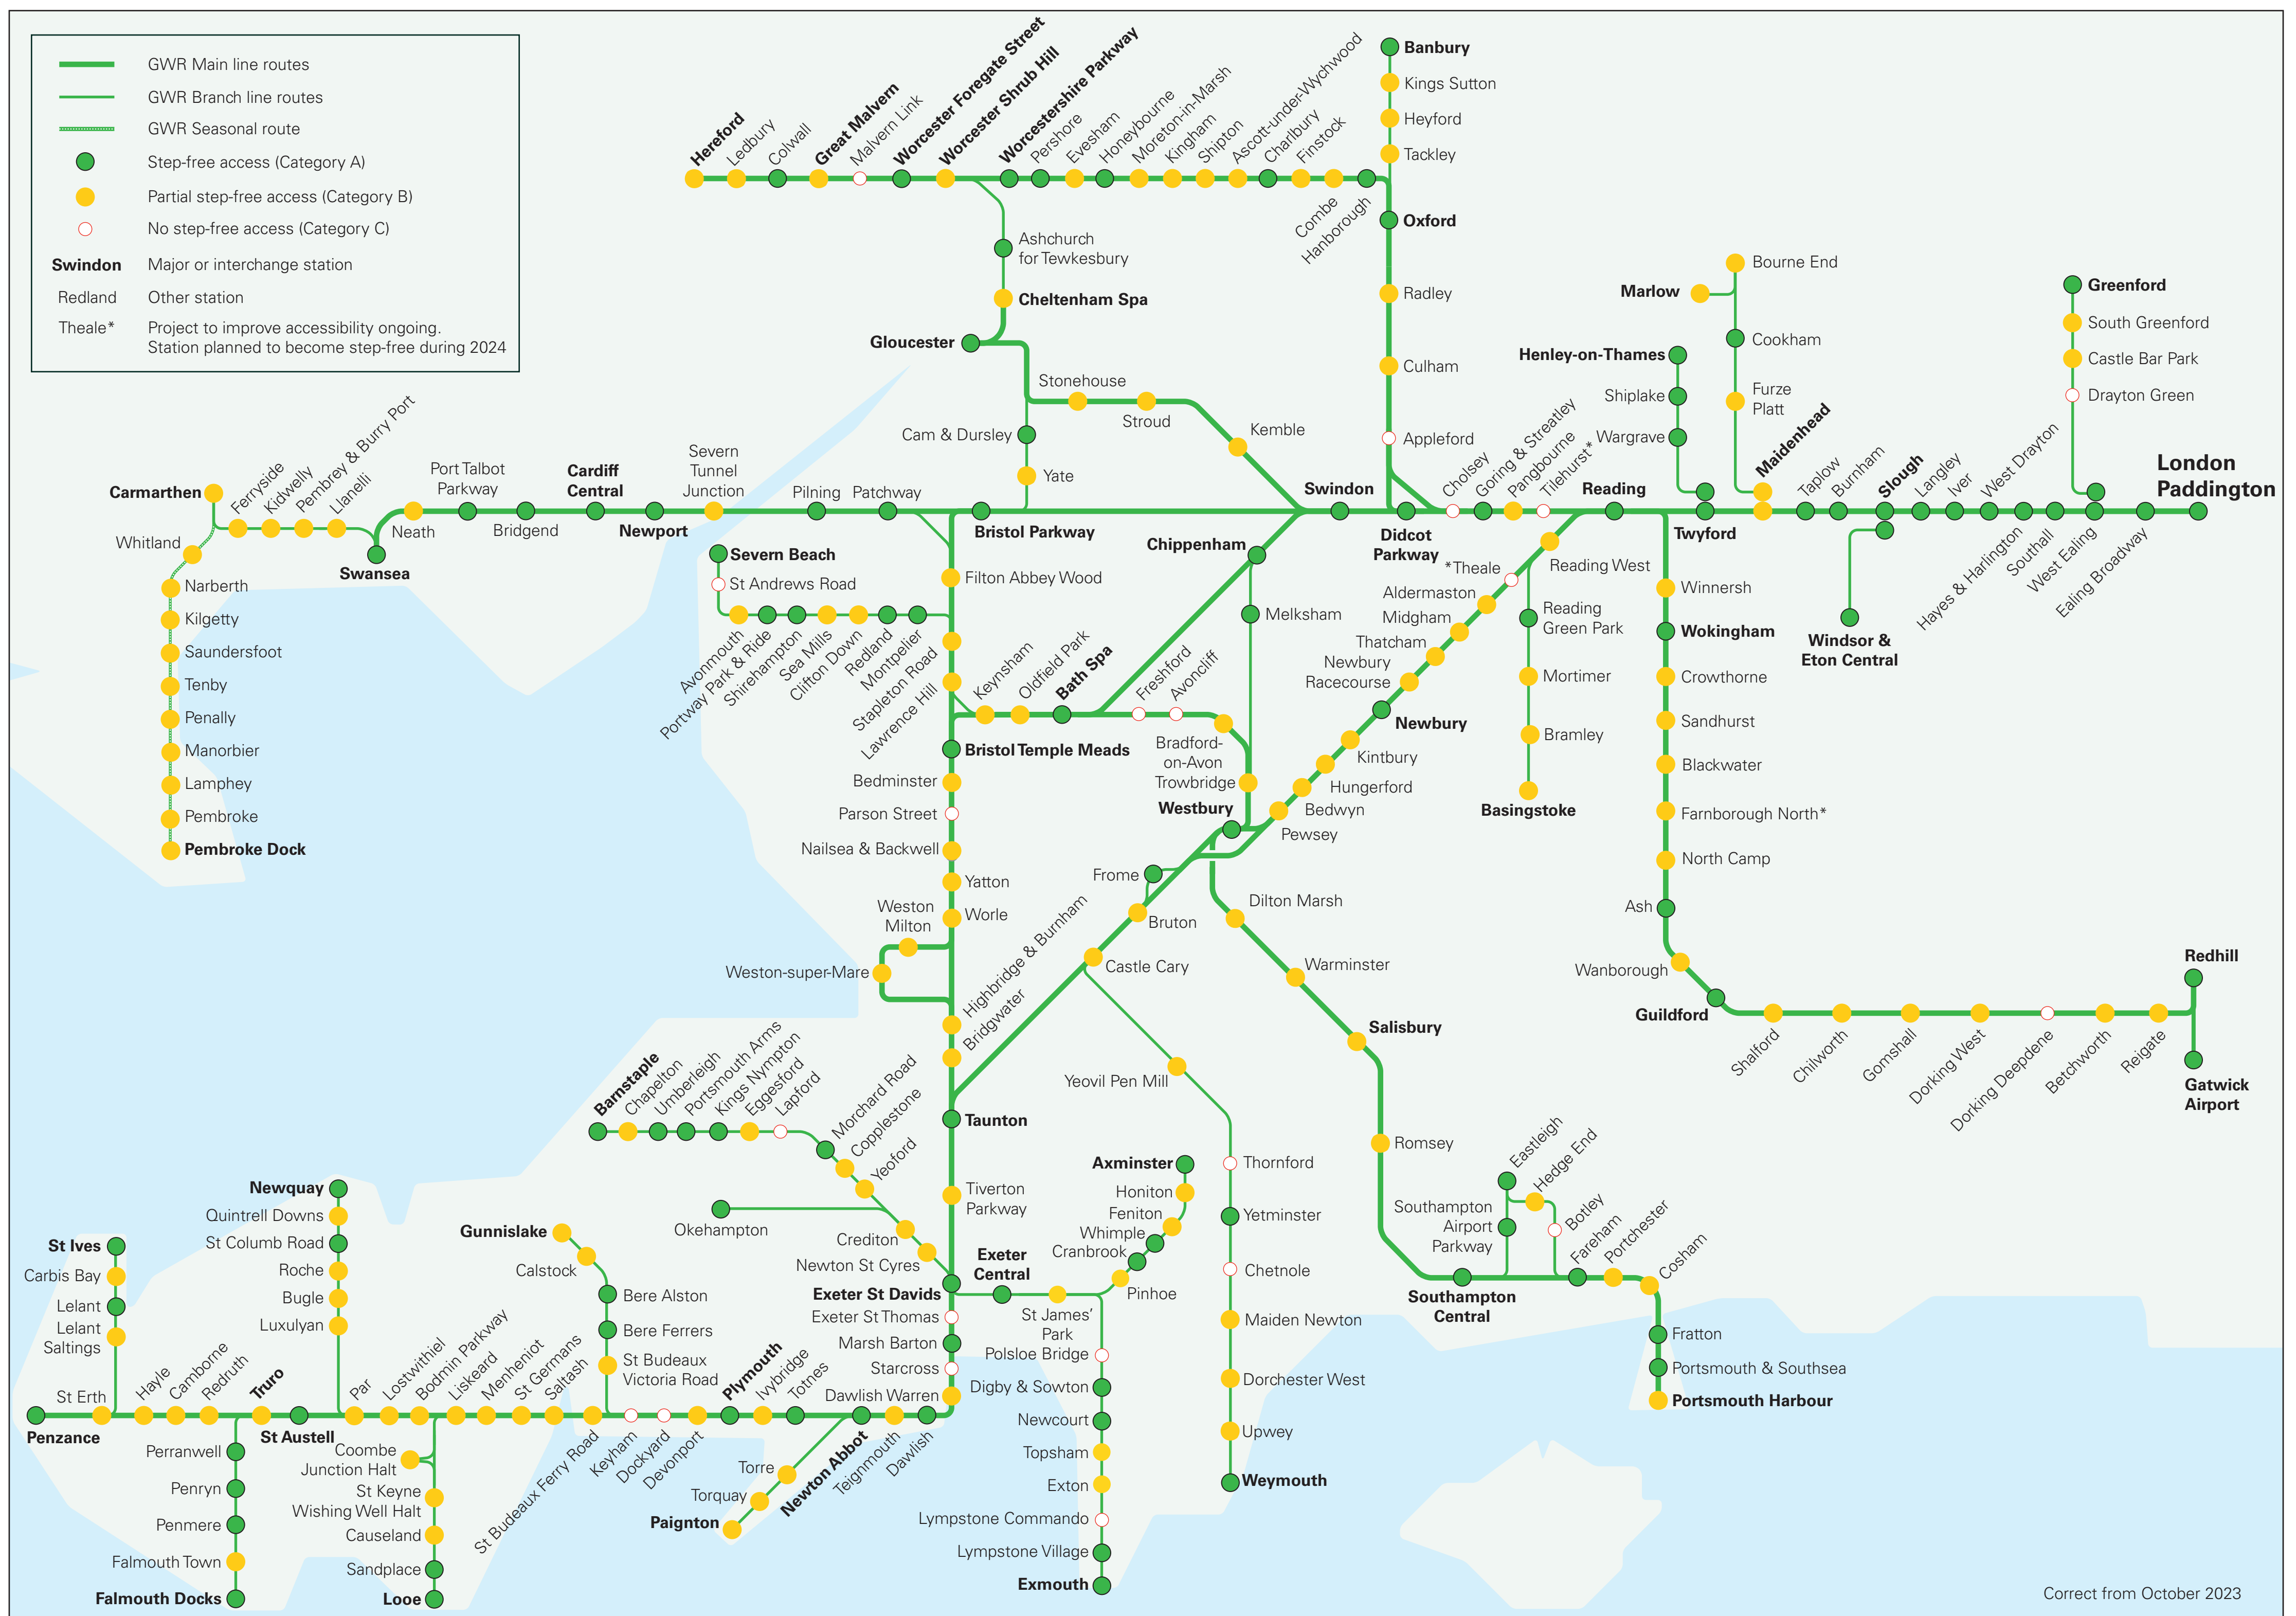 GWR Main line routes
GWR Branch line routes
GWR Seasonal route
Step-free access (Category A)
Partial step-free access (Category B)
No step-free access (Category C)
Swindon
Major or interchange station
Redland
Other station
Theale*
Project to improve accessibility ongoing.
Station planned to become step-free during 2024
Hereford
Ledbury
Colwall
Great Malvern
Malvern Link
Worcester Foregate Street
Worcester Shrub Hill
Worcestershire Parkway
Pershore
Evesham
Honeybourne
Moreton-in-Marsh
Kingham
Shipton
Ascott-under-Wychwood
Charlbury
Finstock
Combe
Hanborough
Banbury
Kings Sutton
Heyford
Tackley
Oxford
Radley
Culham
Appleford
Ashchurch
for Tewkesbury
Cheltenham Spa
Gloucester
Stonehouse
Stroud
Kemble
Cam & Dursley
Yate
Marlow
Bourne End
Cookham
Furze
Platt
Maidenhead
Henley-on-Thames
Shiplake
Wargrave
Greenford
South Greenford
Castle Bar Park
Drayton Green
Carmarthen
Ferryside
Kidwelly
Pembrey & Burry Port
Llanelli
Swansea
Neath
Port Talbot
Parkway
Bridgend
Cardiff
Central
Newport
Severn
Tunnel
Junction
Pilning
Patchway
Bristol Parkway
Swindon
Didcot
Parkway
Cholsey
Goring & Streatley
Pangbourne
Tilehurst*
Reading
Twyford
Taplow
Burnham
Slough
Langley
Iver
West Drayton
Hayes & Harlington
Southall
West Ealing
Ealing Broadway
London
Paddington
Windsor &
Eton Central
Whitland
Narberth
Kilgetty
Saundersfoot
Tenby
Penally
Manorbier
Lamphey
Pembroke
Pembroke Dock
Severn Beach
St Andrews Road
Avonmouth
Portway Park & Ride
Shirehampton
Sea Mills
Clifton Down
Redland
Montpelier
Filton Abbey Wood
Stapleton Road
Lawrence Hill
Keynsham
Oldfield Park
Bath Spa
Chippenham
Melksham
Freshford
Avoncliff
Bradford-
on-Avon
Trowbridge
Westbury
Bristol Temple Meads
Bedminster
Parson Street
Nailsea & Backwell
Yatton
Worle
Weston
Milton
Weston-super-Mare
Highbridge & Burnham
Bridgwater
Taunton
Tiverton
Parkway
Reading West
*Theale
Aldermaston
Midgham
Thatcham
Newbury
Racecourse
Newbury
Kintbury
Hungerford
Bedwyn
Pewsey
Reading
Green Park
Mortimer
Bramley
Basingstoke
Winnersh
Wokingham
Crowthorne
Sandhurst
Blackwater
Farnborough North*
North Camp
Ash
Wanborough
Guildford
Shalford
Chilworth
Gomshall
Dorking West
Dorking Deepdene
Betchworth
Reigate
Redhill
Gatwick
Airport
Frome
Bruton
Castle Cary
Yeovil Pen Mill
Thornford
Yetminster
Chetnole
Maiden Newton
Dorchester West
Upwey
Weymouth
Dilton Marsh
Warminster
Salisbury
Romsey
Southampton
Central
Southampton
Airport
Parkway
Eastleigh
Hedge End
Botley
Fareham
Portchester
Cosham
Fratton
Portsmouth & Southsea
Portsmouth Harbour
Barnstaple
Chapelton
Umberleigh
Portsmouth Arms
Kings Nympton
Eggesford
Lapford
Morchard Road
Copplestone
Yeoford
Okehampton
Crediton
Newton St Cyres
Exeter St Davids
Exeter
Central
St James’
Park
Pinhoe
Cranbrook
Whimple
Feniton
Honiton
Axminster
Polsloe Bridge
Digby & Sowton
Newcourt
Topsham
Exton
Lympstone Commando
Lympstone Village
Exmouth
Exeter St Thomas
Marsh Barton
Starcross
Dawlish Warren
Dawlish
Teignmouth
Newton Abbot
Torre
Torquay
Paignton
Totnes
Ivybridge
Plymouth
Devonport
Dockyard
Keyham
St Budeaux Ferry Road
Gunnislake
Calstock
Bere Alston
Bere Ferrers
St Budeaux
Victoria Road
Saltash
St Germans
Menheniot
Liskeard
Bodmin Parkway
Lostwithiel
Par
Newquay
Quintrell Downs
St Columb Road
Roche
Bugle
Luxulyan
St Austell
Truro
Redruth
Camborne
Hayle
St Erth
Penzance
St Ives
Carbis Bay
Lelant
Lelant
Saltings
Perranwell
Penryn
Penmere
Falmouth Town
Falmouth Docks
Coombe
Junction Halt
St Keyne
Wishing Well Halt
Causeland
Sandplace
Looe
Correct from October 2023